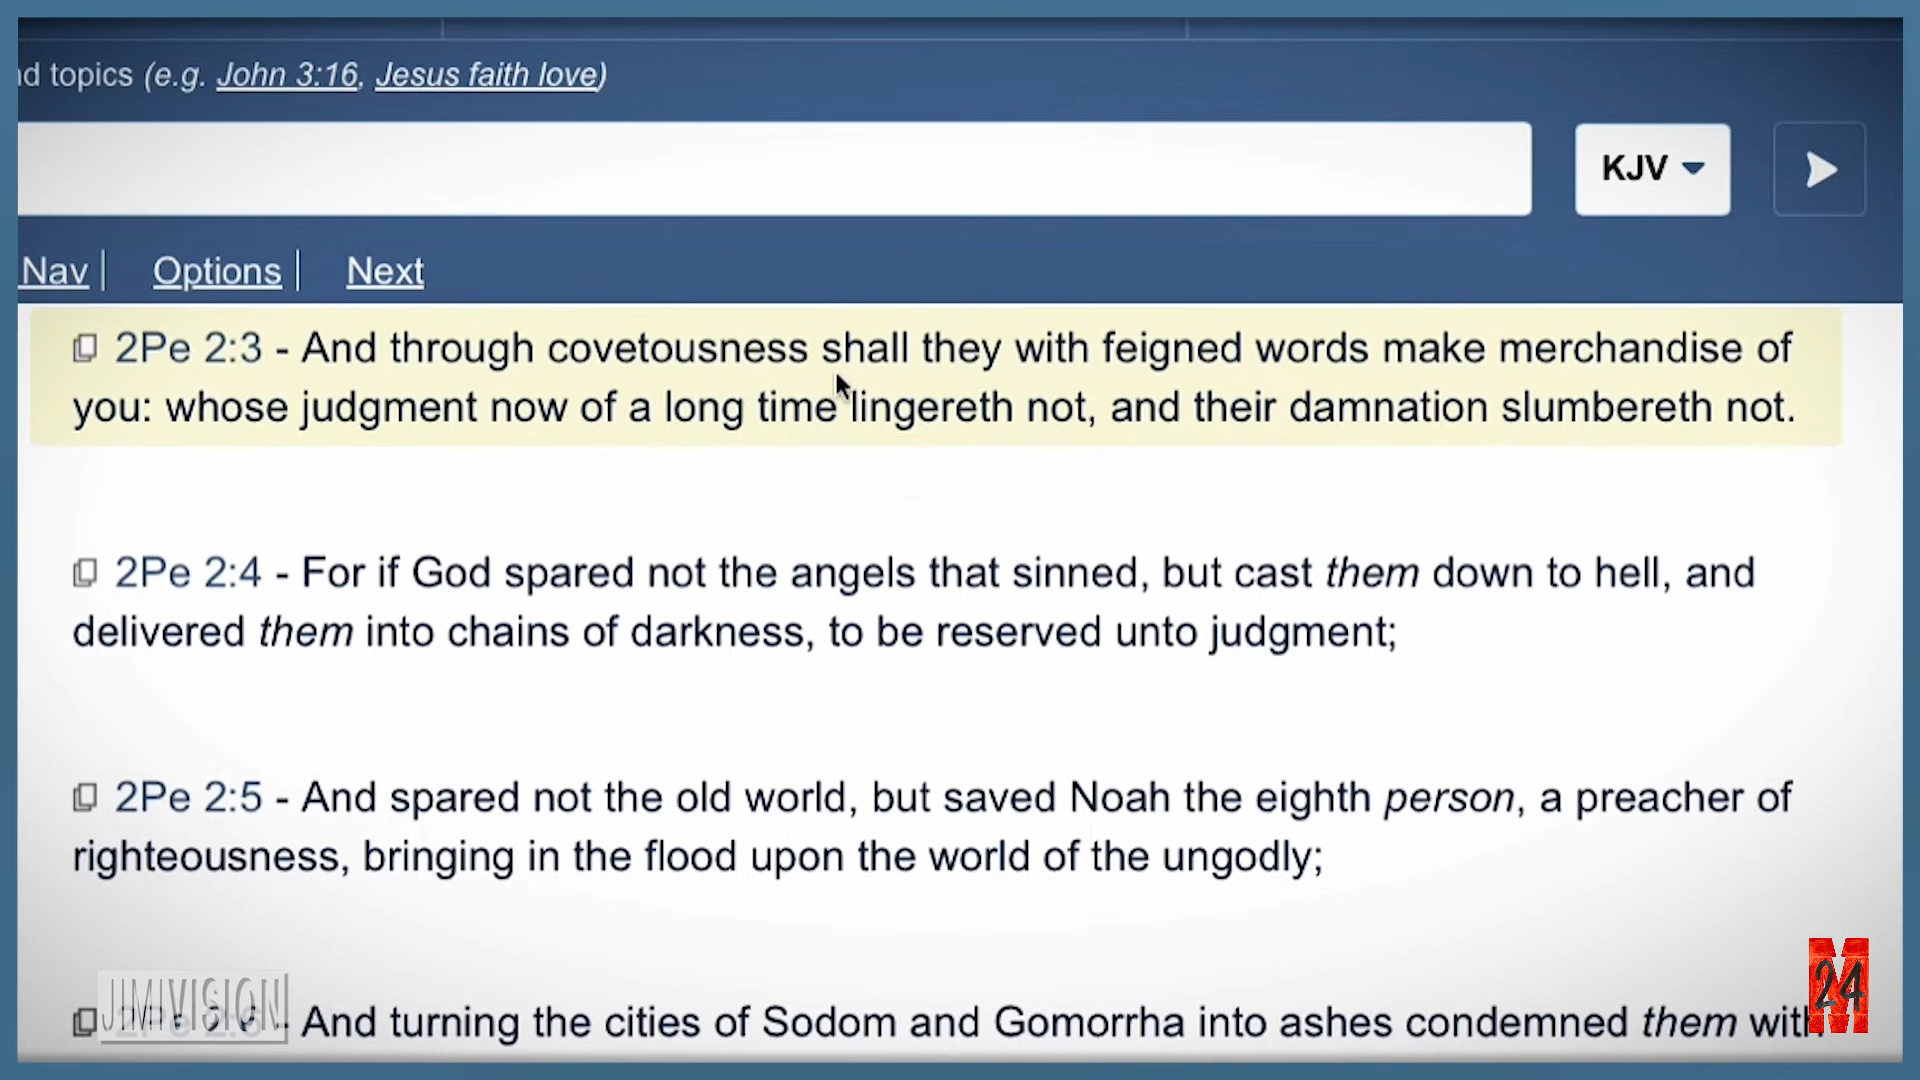 nd topics (e.g. John 3:16, Jesus faith love)
KJV
Nav | Options | Next
2Pe 2:3 - And through covetousness shall they with feigned words make merchandise of
you: whose judgment now of a long time lingereth not, and their damnation slumbereth not.
2Pe 2:4 - For if God spared not the angels that sinned, but cast them down to hell, and
delivered them into chains of darkness, to be reserved unto judgment;
2Pe 2:5 - And spared not the old world, but saved Noah the eighth person, a preacher of
righteousness, bringing in the flood upon the world of the ungodly;
2Pe 2:6 - And turning the cities of Sodom and Gomorrha into ashes condemned them with
JIMIVISION
M 24